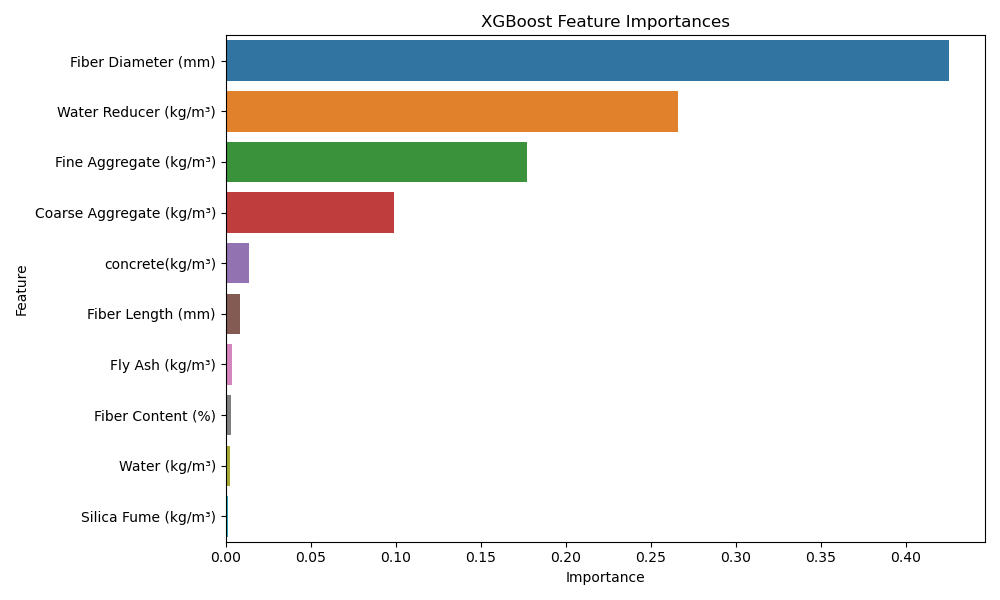 XGBoost Feature Importances
Feature
Fiber Diameter (mm)
Water Reducer (kg/m³)
Fine Aggregate (kg/m³)
Coarse Aggregate (kg/m³)
concrete(kg/m³)
Fiber Length (mm)
Fly Ash (kg/m³)
Fiber Content (%)
Water (kg/m³)
Silica Fume (kg/m³)
0.00 0.05 0.10 0.15 0.20 0.25 0.30 0.35 0.40
Importance